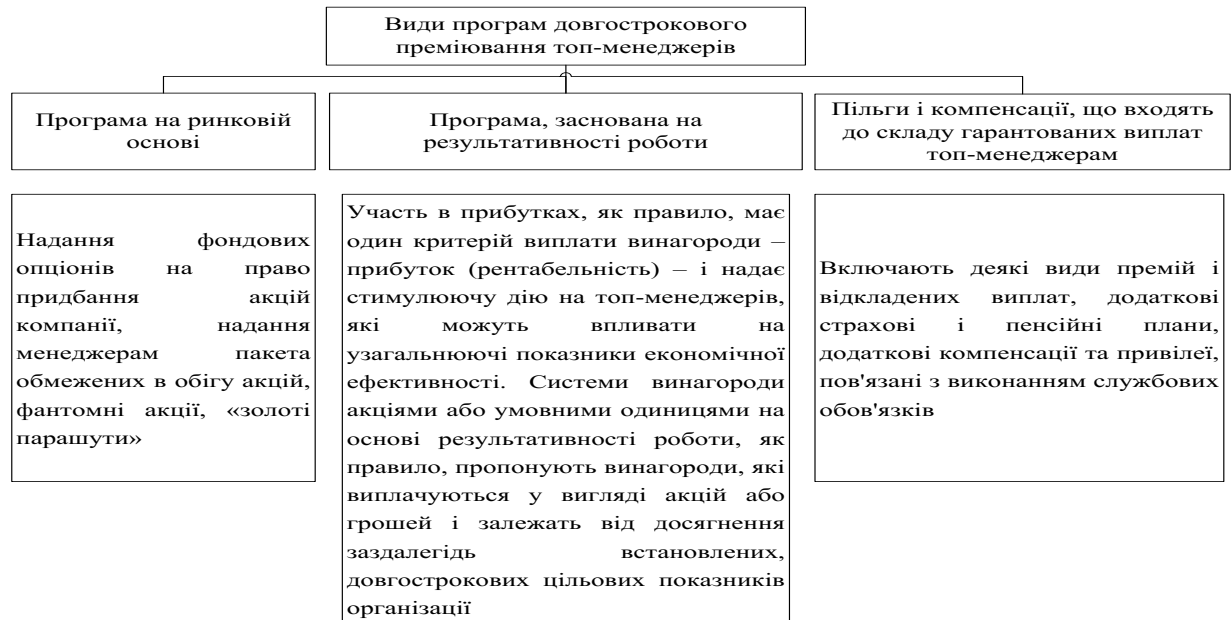 Види програм довгострокового
преміювання топ-менеджерів
Програма на ринковій
основі
Програма, заснована на
результативності роботи
Пільги і компенсації, що входять
до складу гарантованих виплат
топ-менеджерам
Надання фондових
опціонів на право
придбання акцій
компанії, надання
менеджерам пакета
обмежених в обігу акцій,
фантомні акції, «золоті
парашути»
Участь в прибутках, як правило, має
один критерій виплати винагороди –
прибуток (рентабельність) – і надає
стимулюючу дію на топ-менеджерів,
які можуть впливати на
узагальнюючі показники економічної
ефективності. Системи винагороди
акціями або умовними одиницями на
основі результативності роботи, як
правило, пропонують винагороди, які
виплачуються у вигляді акцій або
грошей і залежать від досягнення
заздалегідь встановлених,
довгострокових цільових показників
організації
Включають деякі види премій і
відкладених виплат, додаткові
страхові і пенсійні плани,
додаткові компенсації та привілеї,
пов'язані з виконанням службових
обов'язків